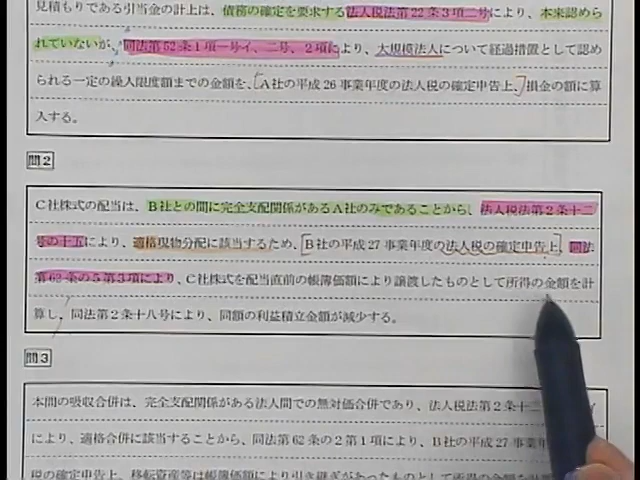 見積もりである引当金の計上は、債務の確定を要求する法人税法第22条3項二号により、本来認めら
れていないが、同法第52条1項一号イ、二号、2項により、大規模法人について経過措置として認め
られる一定の繰入限度額までの金額を、A社の平成26事業年度の法人税の確定申告上、損金の額に算
入する。
問2
C社株式の配当は、B社との間に完全支配関係があるA社のみであることから、法人税法第2条十二
号の十五により、適格現物分配に該当するため、B社の平成27事業年度の法人税の確定申告上、同法
第62条の5第3項により、C社株式を配当直前の帳簿価額により譲渡したものとして所得の金額を計
算し、同法第2条十八号により、同額の利益積立金額が減少する。
問3
本問の吸収合併は、完全支配関係がある法人間での無対価合併であり、法人税法第2条十二
により、適格合併に該当することから、同法第62条の2第1項により、B社の平成27事業年
税の確定申告上、移転資産等は帳簿価額により引き継ぎがあったものとして所得の金額を計